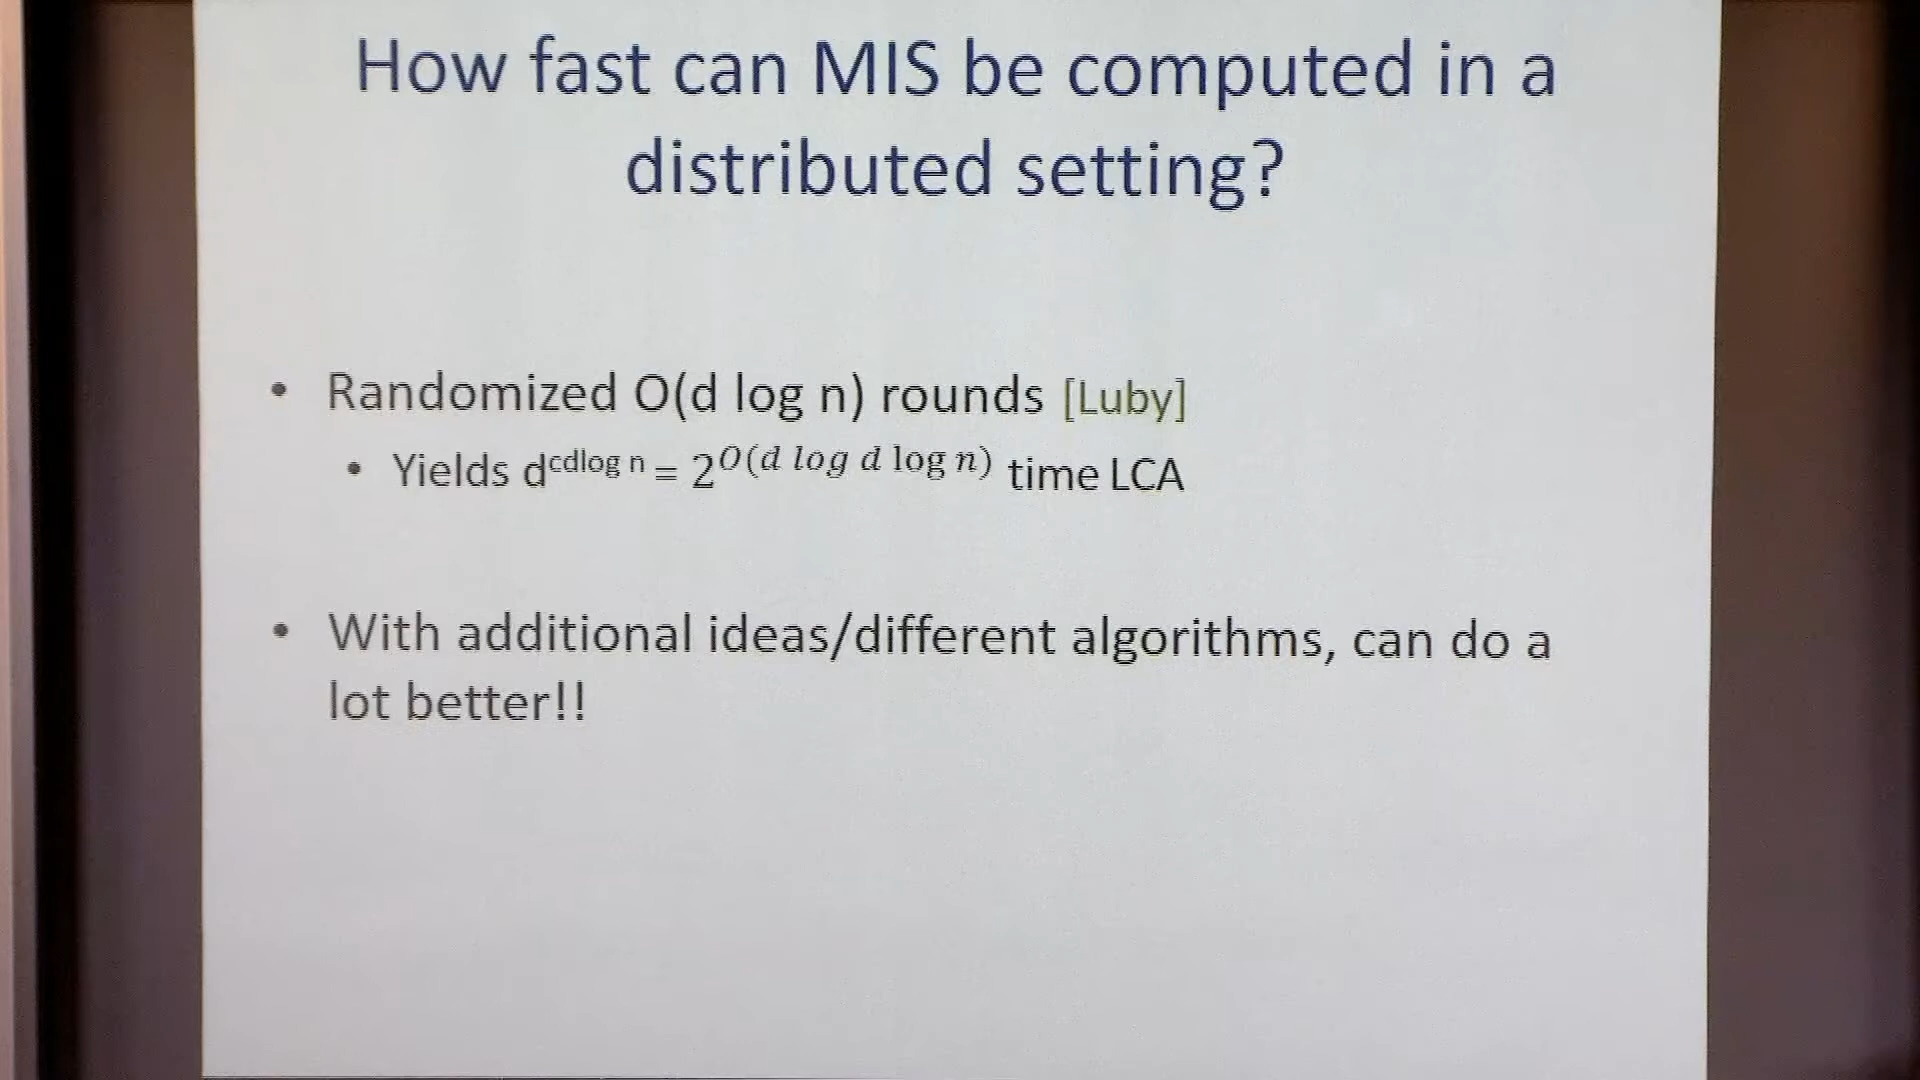 How fast can MIS be computed in a
distributed setting?
• Randomized O(d log n) rounds [Luby]
• Yields d^{cdlog n} = 2^{O(d log d log n)} time LCA
• With additional ideas/different algorithms, can do a
lot better!!